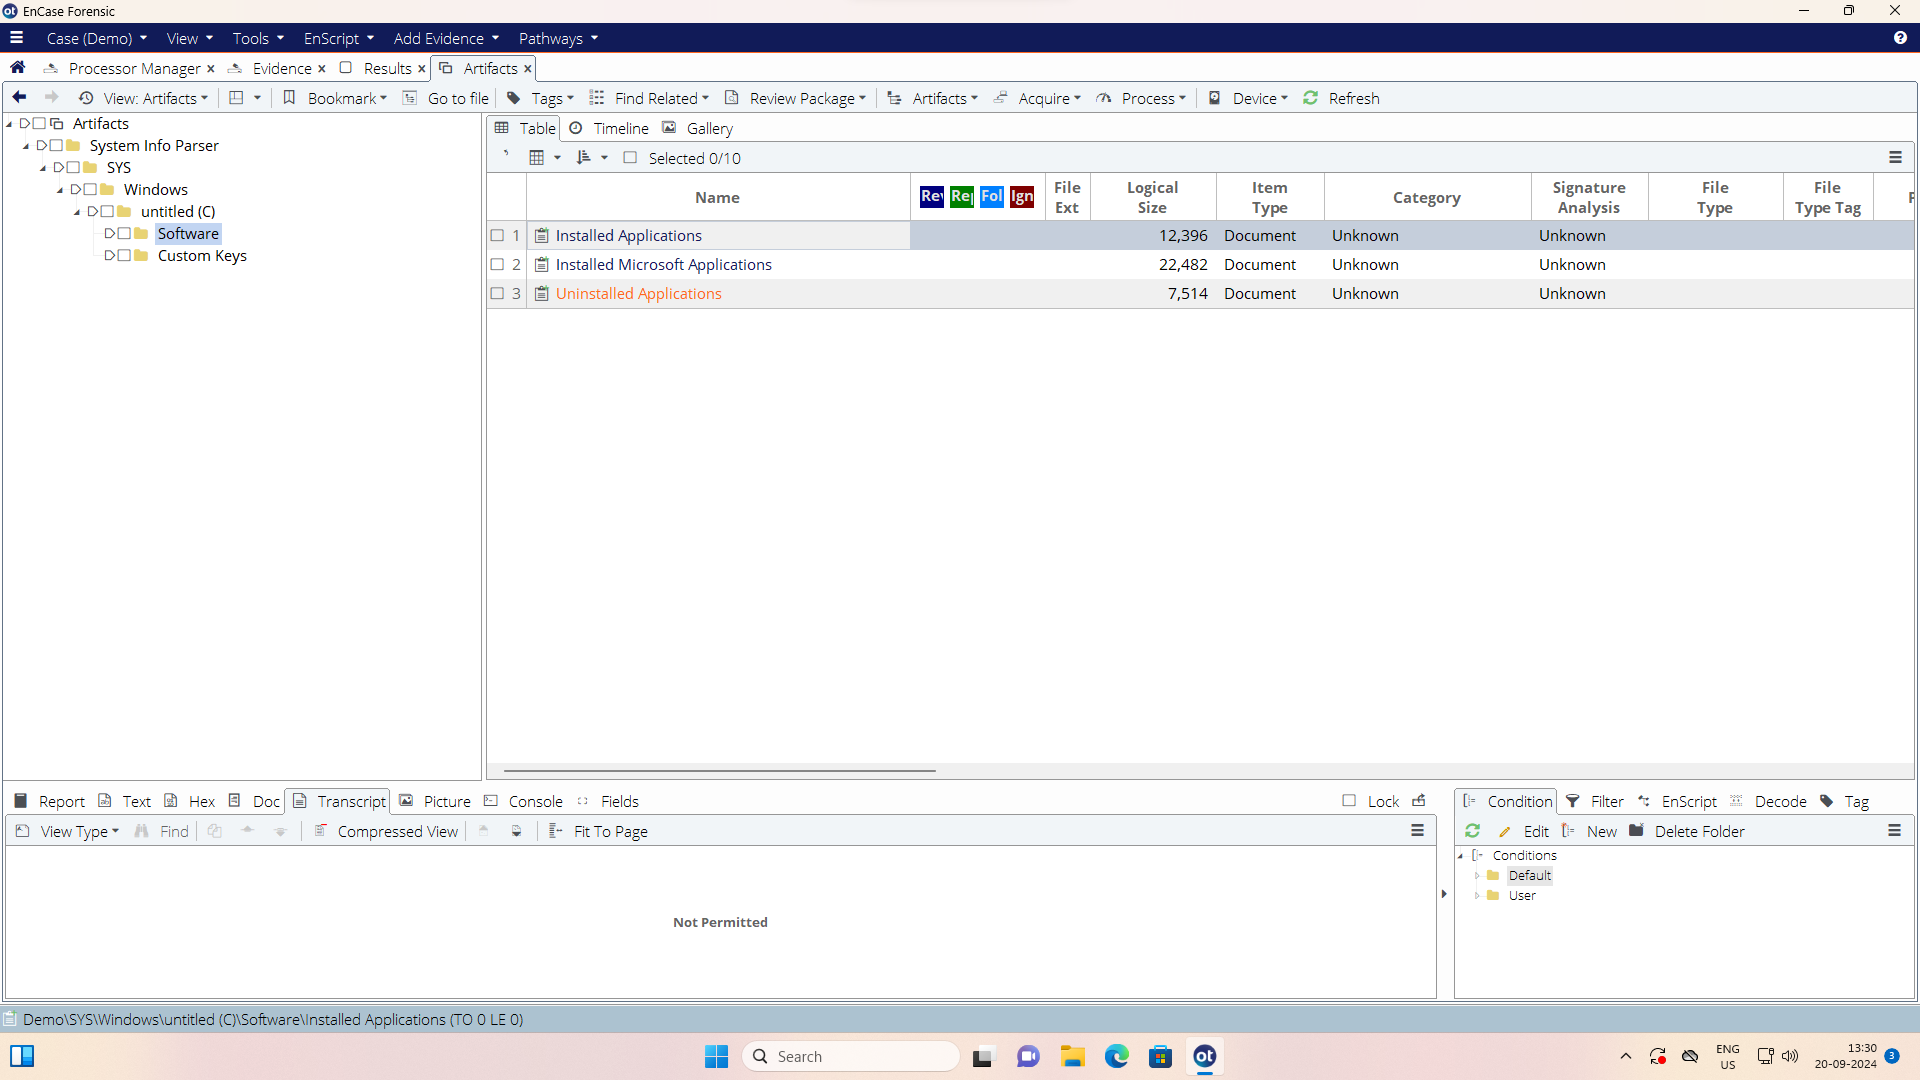 EnCase Forensic
Case (Demo) View Tools EnScript Add Evidence Pathways
Processor Manager Evidence Results Artifacts
View: Artifacts Bookmark Go to file Tags Find Related Review Package Artifacts Acquire Process Device Refresh
Artifacts
System Info Parser
SYS
Windows
untitled (C)
Software
Custom Keys
Table Timeline Gallery
Selected 0/10
Name Rev Rep Fol Ign File Ext Logical Size Item Type Category Signature Analysis File Type File Type Tag
1 Installed Applications 12,396 Document Unknown Unknown
2 Installed Microsoft Applications 22,482 Document Unknown Unknown
3 Uninstalled Applications 7,514 Document Unknown Unknown
Report Text Hex Doc Transcript Picture Console Fields Lock
View Type Find Compressed View Fit To Page
Not Permitted
Condition Filter EnScript Decode Tag
Edit New Delete Folder
Conditions
Default
User
Demo\SYS\Windows\untitled (C)\Software\Installed Applications (TO 0 LE 0)
Search
ot
ENG
US
13:30
20-09-2024
3